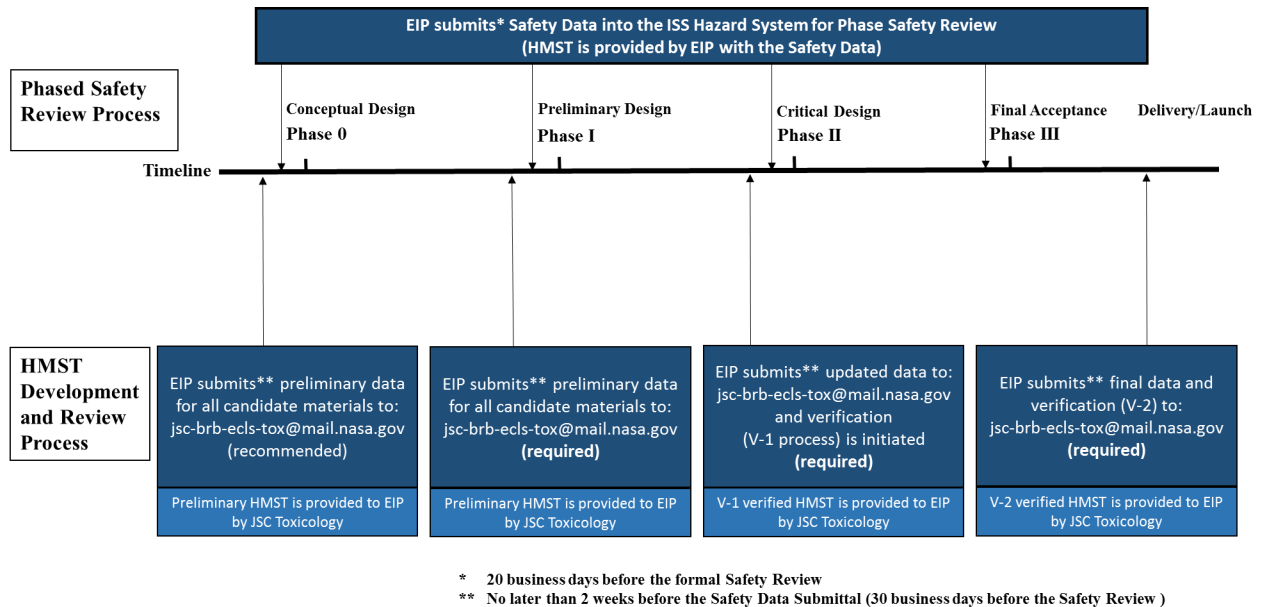 EIP submits* Safety Data into the ISS Hazard System for Phase Safety Review
(HMST is provided by EIP with the Safety Data)
Phased Safety
Review Process
Conceptual Design
Phase 0
Preliminary Design
Phase I
Critical Design
Phase II
Final Acceptance
Phase III
Delivery/Launch
Timeline
HMST
Development
and Review
Process
EIP submits** preliminary data
for all candidate materials to:
jsc-brb-ecls-tox@mail.nasa.gov
(recommended)
Preliminary HMST is provided to EIP
by JSC Toxicology
EIP submits** preliminary data
for all candidate materials to:
jsc-brb-ecls-tox@mail.nasa.gov
(required)
Preliminary HMST is provided to EIP
by JSC Toxicology
EIP submits** updated data to:
jsc-brb-ecls-tox@mail.nasa.gov
and verification
(V-1 process) is initiated
(required)
V-1 verified HMST is provided to EIP
by JSC Toxicology
EIP submits** final data and
verification (V-2) to:
jsc-brb-ecls-tox@mail.nasa.gov
(required)
V-2 verified HMST is provided to EIP
by JSC Toxicology
* 20 business days before the formal Safety Review
** No later than 2 weeks before the Safety Data Submittal (30 business days before the Safety Review )